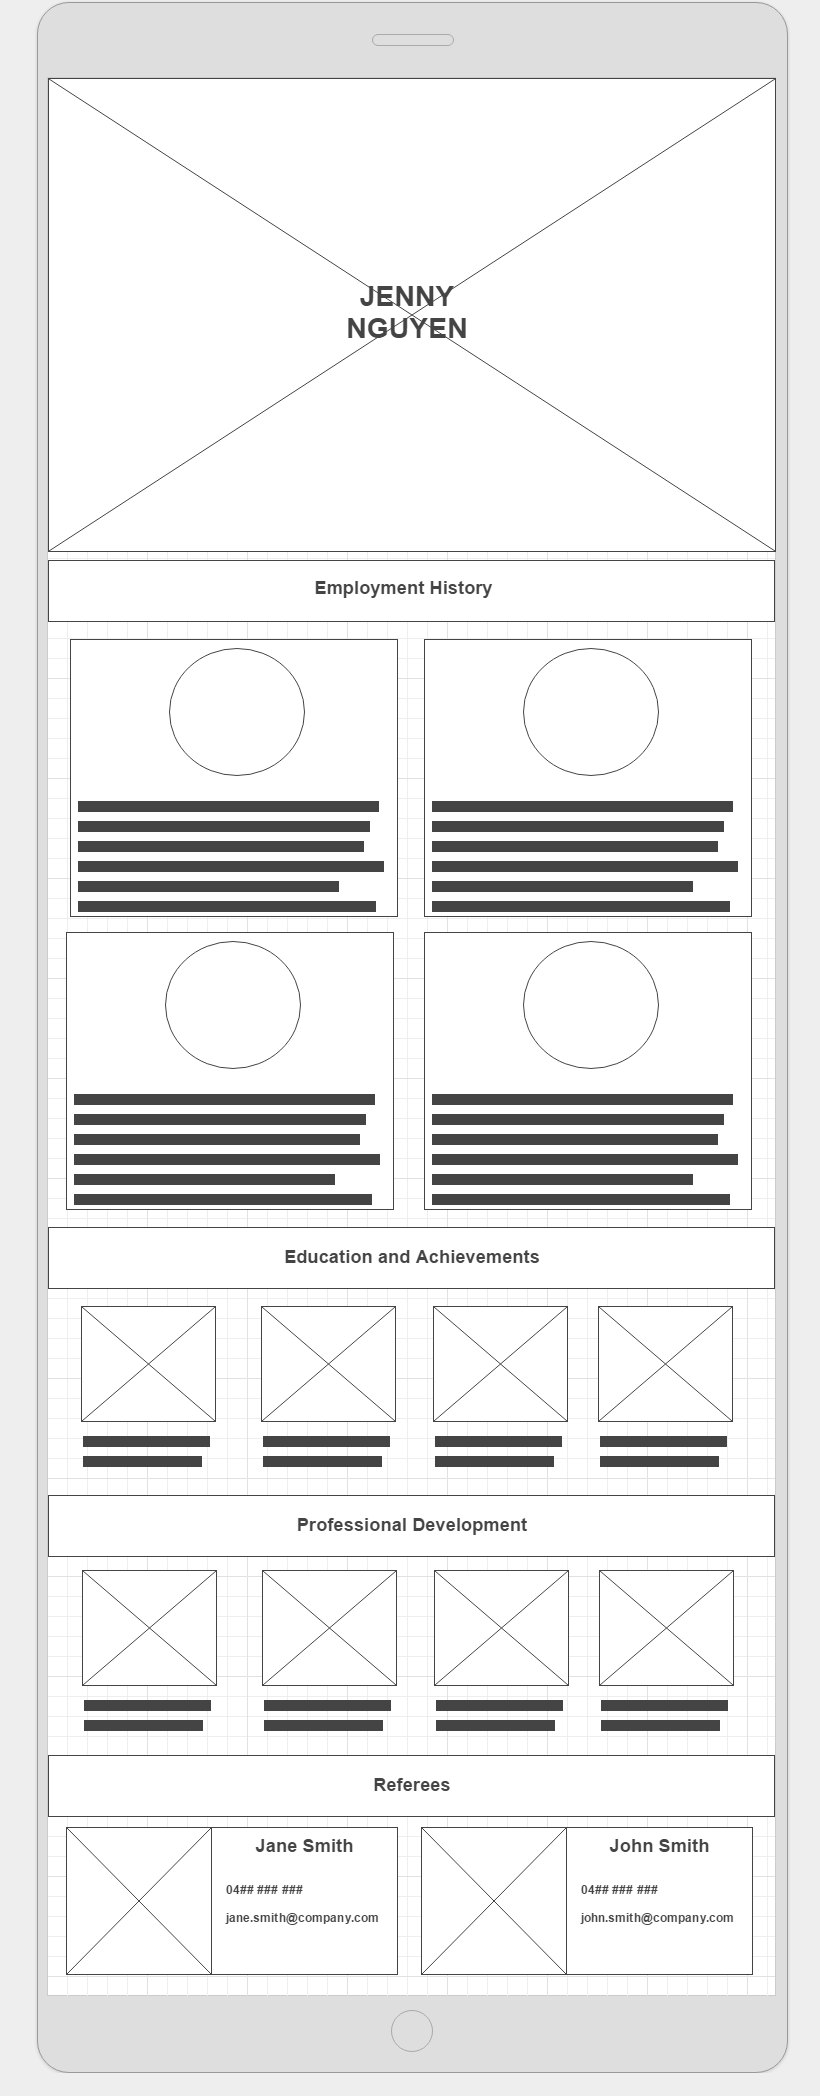 JENNY
NGUYEN
Employment History
Education and Achievements
Professional Development
Referees
Jane Smith
04## ### ###
jane.smith@company.com
John Smith
04## ### ###
john.smith@company.com